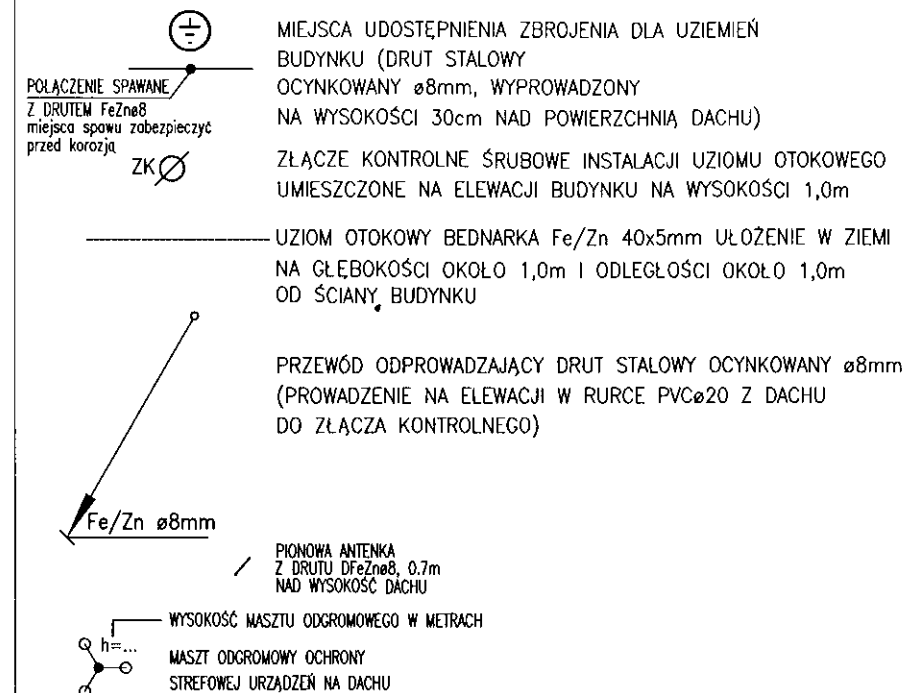 MIEJSCA UDOSTĘPNIENIA ZBROJENIA DLA UZIEMIEŃ
BUDYNKU (DRUT STALOWY
OCYNKOWANY ø8mm, WYPROWADZONY
NA WYSOKOŚCI 30cm NAD POWIERZCHNIĄ DACHU)
POŁĄCZENIE SPAWANE
Z DRUTEM FeZnø8
miejsca spawu zabezpieczyć
przed korozją
ZK
ZŁĄCZE KONTROLNE ŚRUBOWE INSTALACJI UZIOMU OTOKOWEGO
UMIESZCZONE NA ELEWACJI BUDYNKU NA WYSOKOŚCI 1,0m
UZIOM OTOKOWY BEDNARKA Fe/Zn 40x5mm UŁOŻENIE W ZIEMI
NA GŁĘBOKOŚCI OKOŁO 1,0m I ODLEGŁOŚCI OKOŁO 1,0m
OD ŚCIANY BUDYNKU
PRZEWÓD ODPROWADZAJĄCY DRUT STALOWY OCYNKOWANY ø8mm
(PROWADZENIE NA ELEWACJI W RURCE PVCø20 Z DACHU
DO ZŁĄCZA KONTROLNEGO)
Fe/Zn ø8mm
PIONOWA ANTENKA
Z DRUTU DFeZnø8, 0.7m
NAD WYSOKOŚĆ DACHU
WYSOKOŚĆ MASZTU ODGROMOWEGO W METRACH
h=...
MASZT ODGROMOWY OCHRONY
STREFOWEJ URZĄDZEŃ NA DACHU